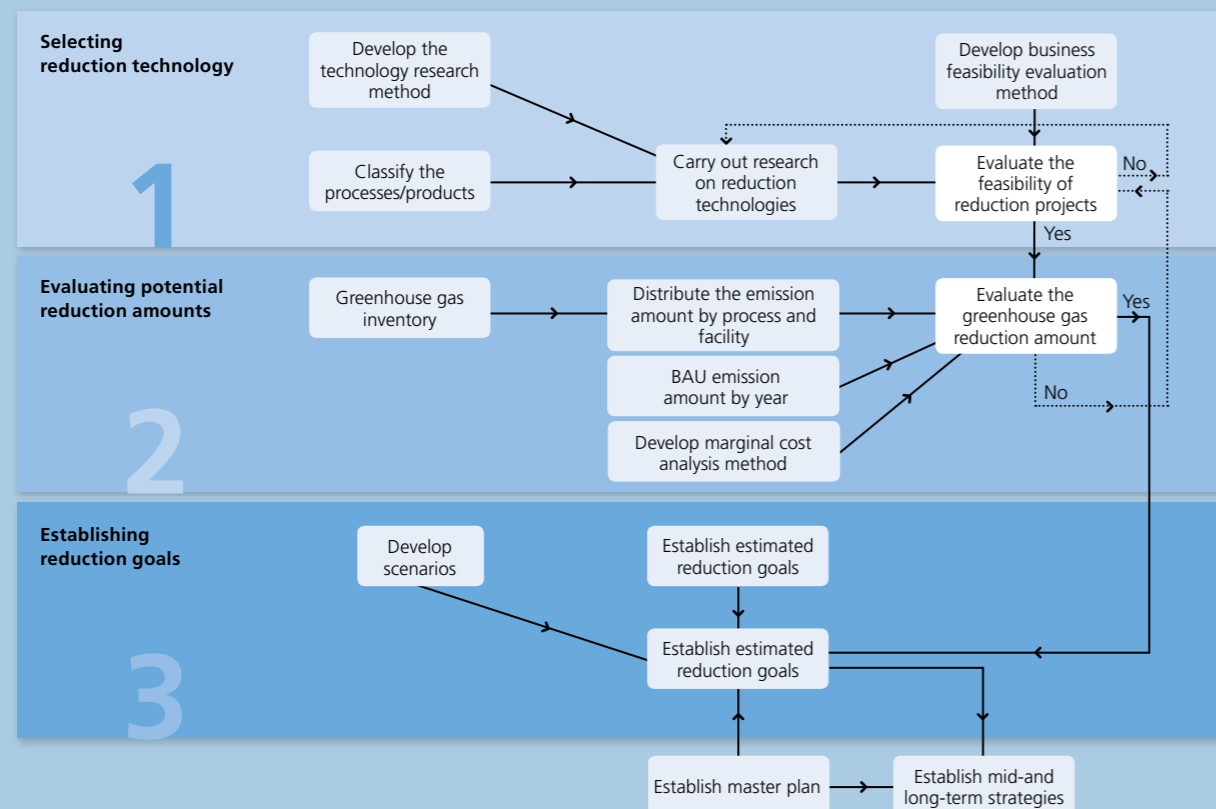 Selecting
reduction technology
1
Develop the
technology research
method
Classify the
processes/products
Carry out research
on reduction
technologies
Develop business
feasibility evaluation
method
Evaluate the
feasibility of
reduction projects
No
Yes
Evaluating potential
reduction amounts
2
Greenhouse gas
inventory
Distribute the emission
amount by process and
facility
BAU emission
amount by year
Develop marginal cost
analysis method
Evaluate the
greenhouse gas
reduction amount
Yes
No
Establishing
reduction goals
3
Develop
scenarios
Establish estimated
reduction goals
Establish estimated
reduction goals
Establish master plan
Establish mid-and
long-term strategies